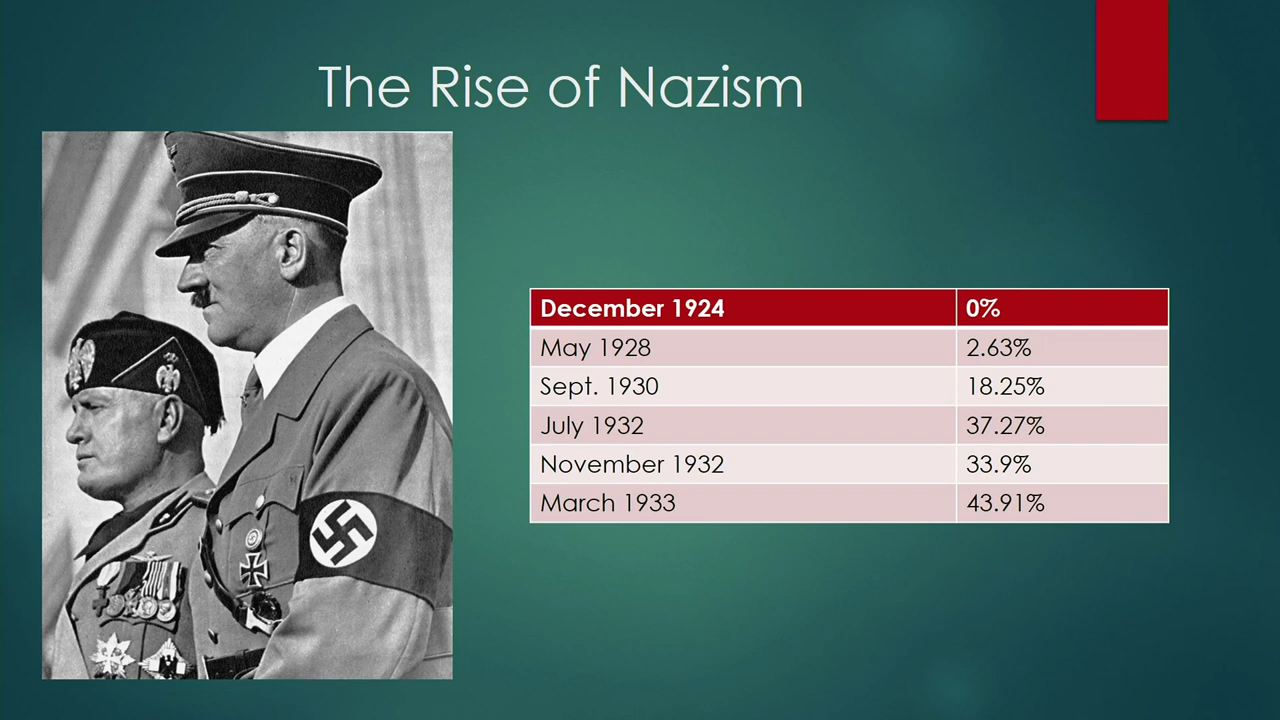 The Rise of Nazism
December 1924 0%
May 1928 2.63%
Sept. 1930 18.25%
July 1932 37.27%
November 1932 33.9%
March 1933 43.91%